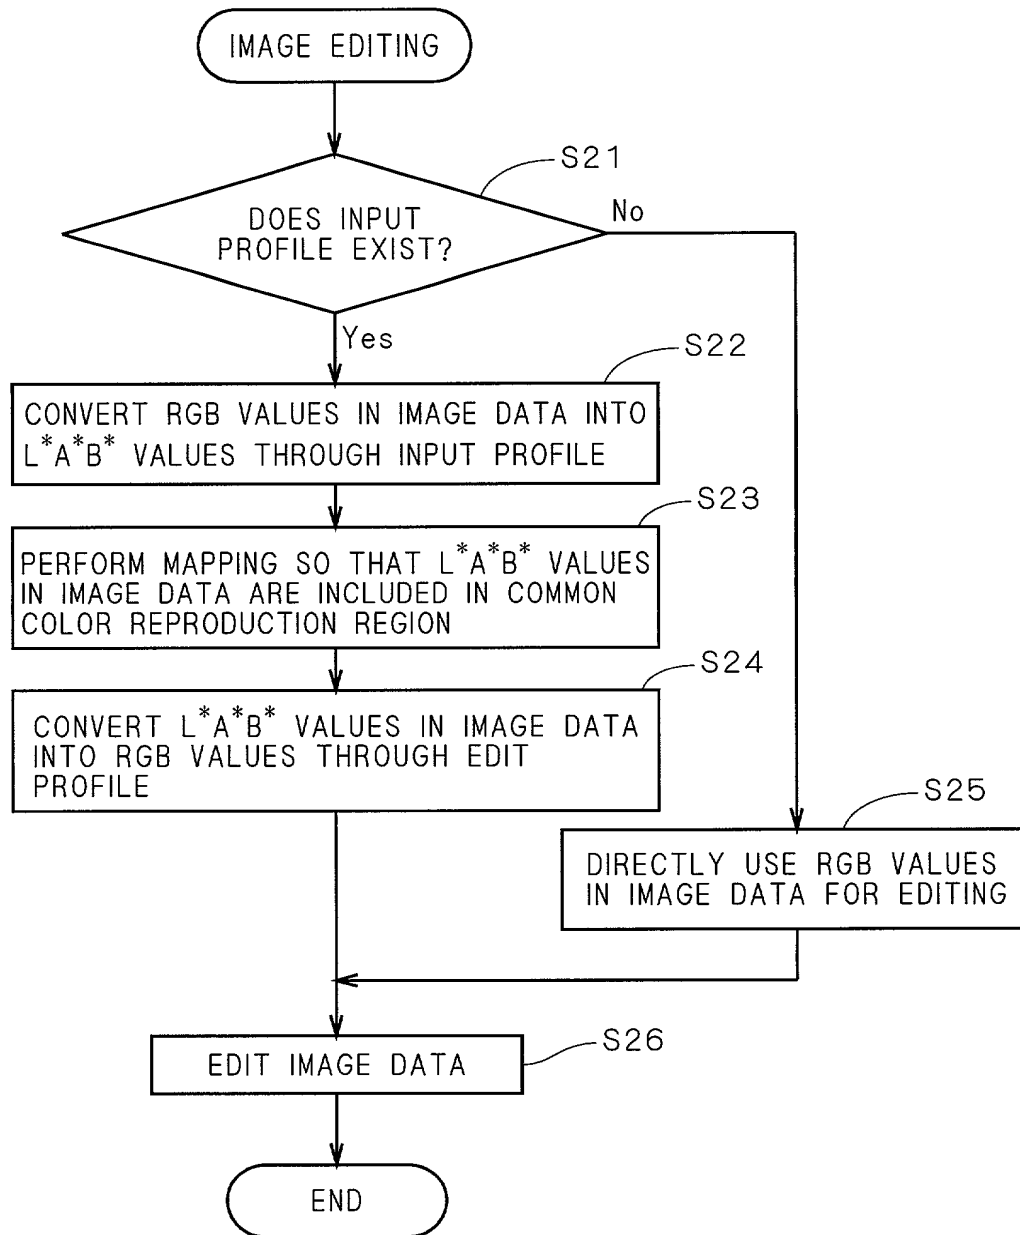 IMAGE EDITING
S21
DOES INPUT
PROFILE EXIST?
No
Yes
S22
CONVERT RGB VALUES IN IMAGE DATA INTO
L*A*B* VALUES THROUGH INPUT PROFILE
S23
PERFORM MAPPING SO THAT L*A*B* VALUES
IN IMAGE DATA ARE INCLUDED IN COMMON
COLOR REPRODUCTION REGION
S24
CONVERT L*A*B* VALUES IN IMAGE DATA
INTO RGB VALUES THROUGH EDIT
PROFILE
S25
DIRECTLY USE RGB VALUES
IN IMAGE DATA FOR EDITING
S26
EDIT IMAGE DATA
END